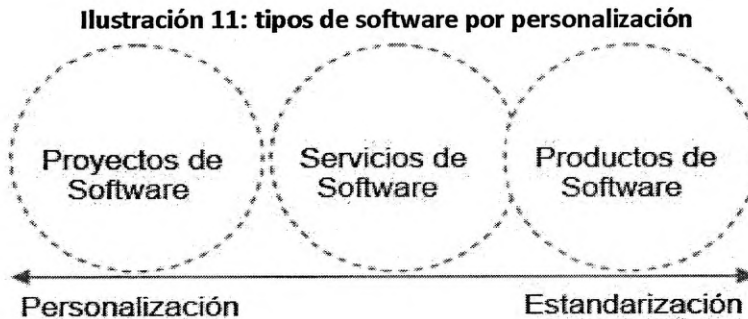 Ilustración 11: tipos de software por personalización
Proyectos de
Software
Servicios de
Software
Productos de
Software
Personalización
Estandarización